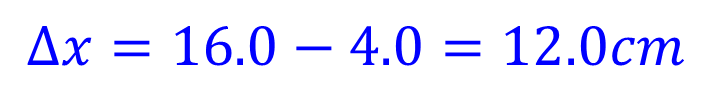 Δx = 16.0 − 4.0 = 12.0cm